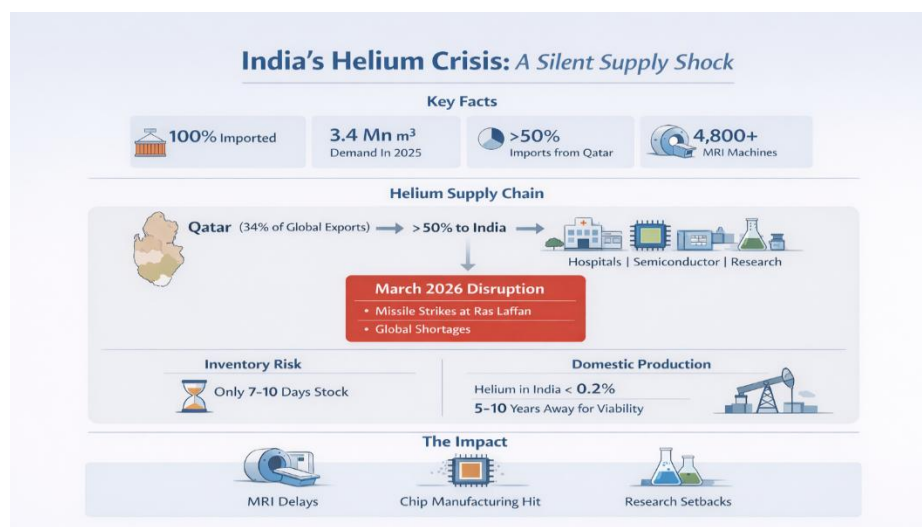 India's Helium Crisis: A Silent Supply Shock
Key Facts
100% Imported
3.4 Mn m³
Demand In 2025
>50%
Imports from Qatar
4,800+
MRI Machines
Helium Supply Chain
Qatar (34% of Global Exports)
>50% to India
Hospitals | Semiconductor | Research
March 2026 Disruption
• Missile Strikes at Ras Laffan
• Global Shortages
Inventory Risk
Only 7–10 Days Stock
Domestic Production
Helium in India < 0.2%
5–10 Years Away for Viability
The Impact
MRI Delays
Chip Manufacturing Hit
Research Setbacks